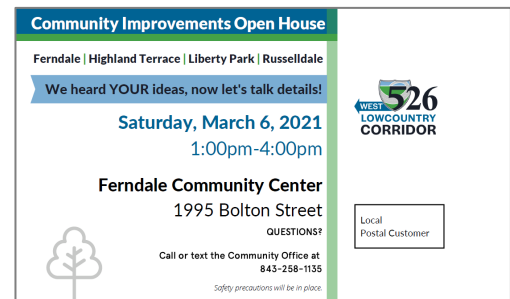 Community Improvements Open House
Ferndale | Highland Terrace | Liberty Park | Russelldale
We heard YOUR ideas, now let's talk details!
Saturday, March 6, 2021
1:00pm-4:00pm
Ferndale Community Center
1995 Bolton Street
QUESTIONS?
Call or text the Community Office at
843-258-1135
Safety precautions will be in place.
WEST 526
LOWCOUNTRY
CORRIDOR
Local
Postal Customer